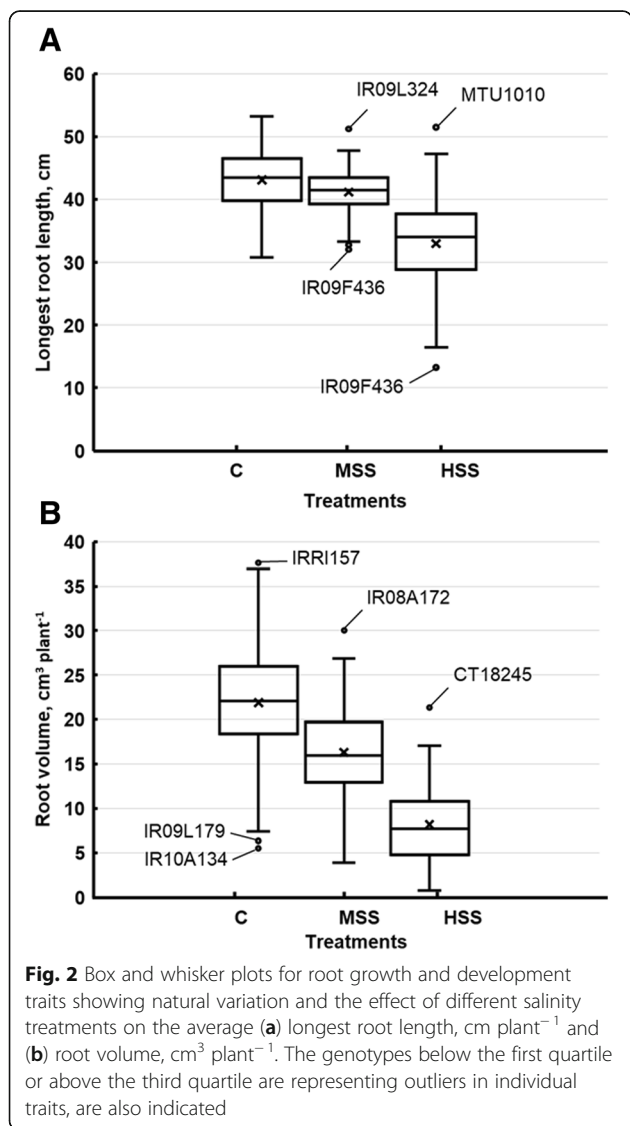 A
60
50
40
30
20
10
0
Longest root length, cm
IR09L324
MTU1010
IR09F436
IR09F436
C MSS HSS
Treatments
B
40
35
30
25
20
15
10
5
0
Root volume, cm³ plant⁻¹
IRRI157
IR08A172
CT18245
IR09L179
IR10A134
C MSS HSS
Treatments
Fig. 2 Box and whisker plots for root growth and development
traits showing natural variation and the effect of different salinity
treatments on the average (a) longest root length, cm plant⁻¹ and
(b) root volume, cm³ plant⁻¹. The genotypes below the first quartile
or above the third quartile are representing outliers in individual
traits, are also indicated